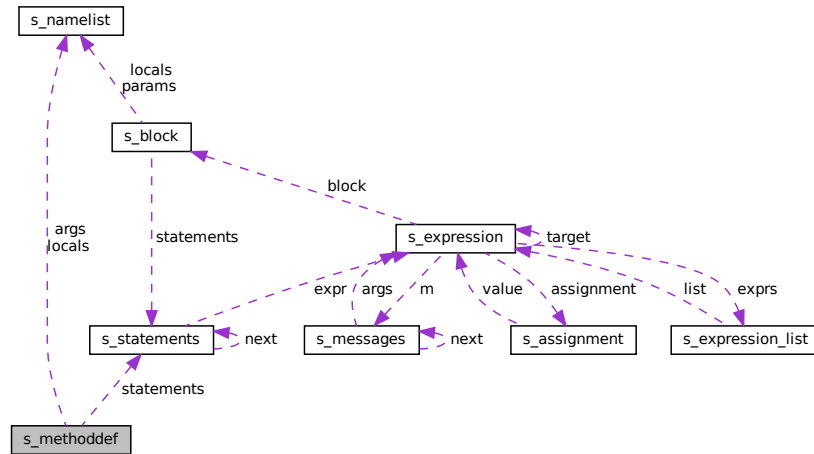 s_namelist
locals
params
s_block
block
args
locals
statements
s_expression
target
expr
args
m
value
assignment
list
exprs
s_statements
next
s_messages
next
s_assignment
s_expression_list
statements
s_methoddef